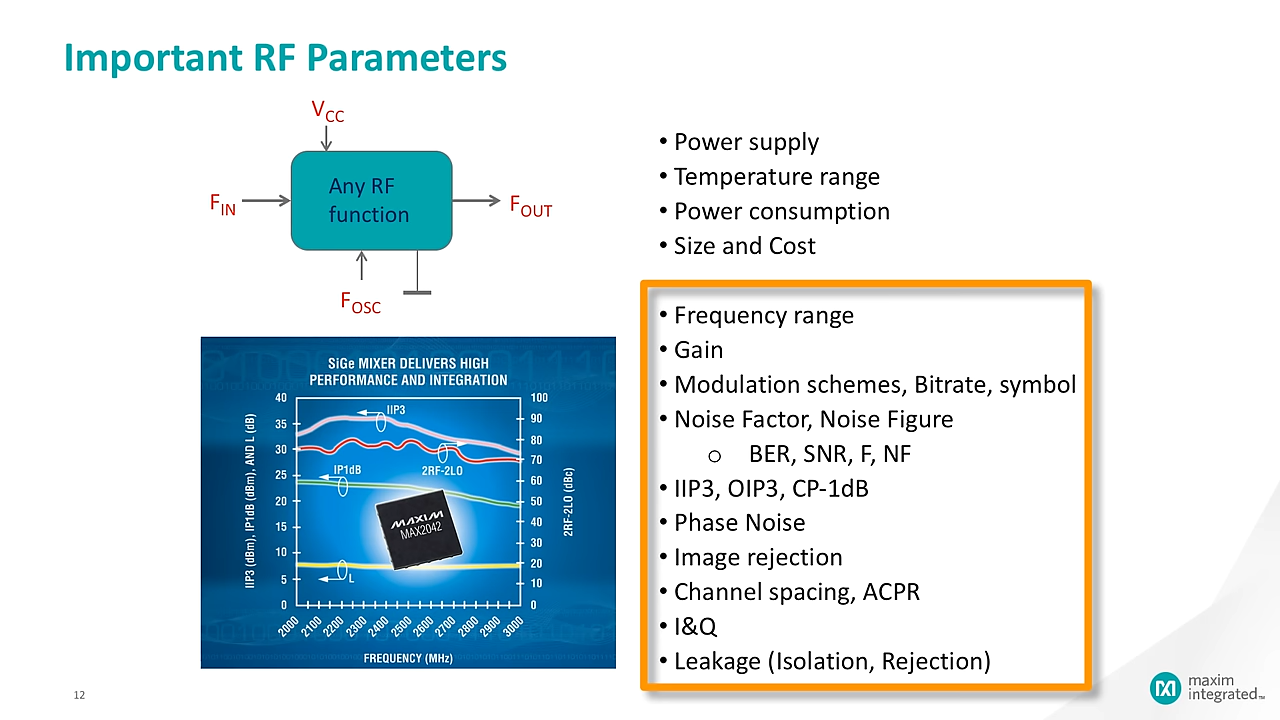 Important RF Parameters
VCC
FIN
Any RF
function
FOUT
FOSC
• Power supply
• Temperature range
• Power consumption
• Size and Cost
• Frequency range
• Gain
• Modulation schemes, Bitrate, symbol
• Noise Factor, Noise Figure
o BER, SNR, F, NF
• IIP3, OIP3, CP-1dB
• Phase Noise
• Image rejection
• Channel spacing, ACPR
• I&Q
• Leakage (Isolation, Rejection)
SiGe MIXER DELIVERS HIGH
PERFORMANCE AND INTEGRATION
IIP3 (dBm), IP1dB (dBm), AND L (dB)
40
35
30
25
20
15
10
5
0
100
90
80
70
60
50
40
30
20
10
0
2RF-2LO (dBc)
IIP3
2RF-2LO
IP1dB
L
MAXIM
MAX2042
2000 2100 2200 2300 2400 2500 2600 2700 2800 2900 3000
FREQUENCY (MHz)
12
maxim
integrated™